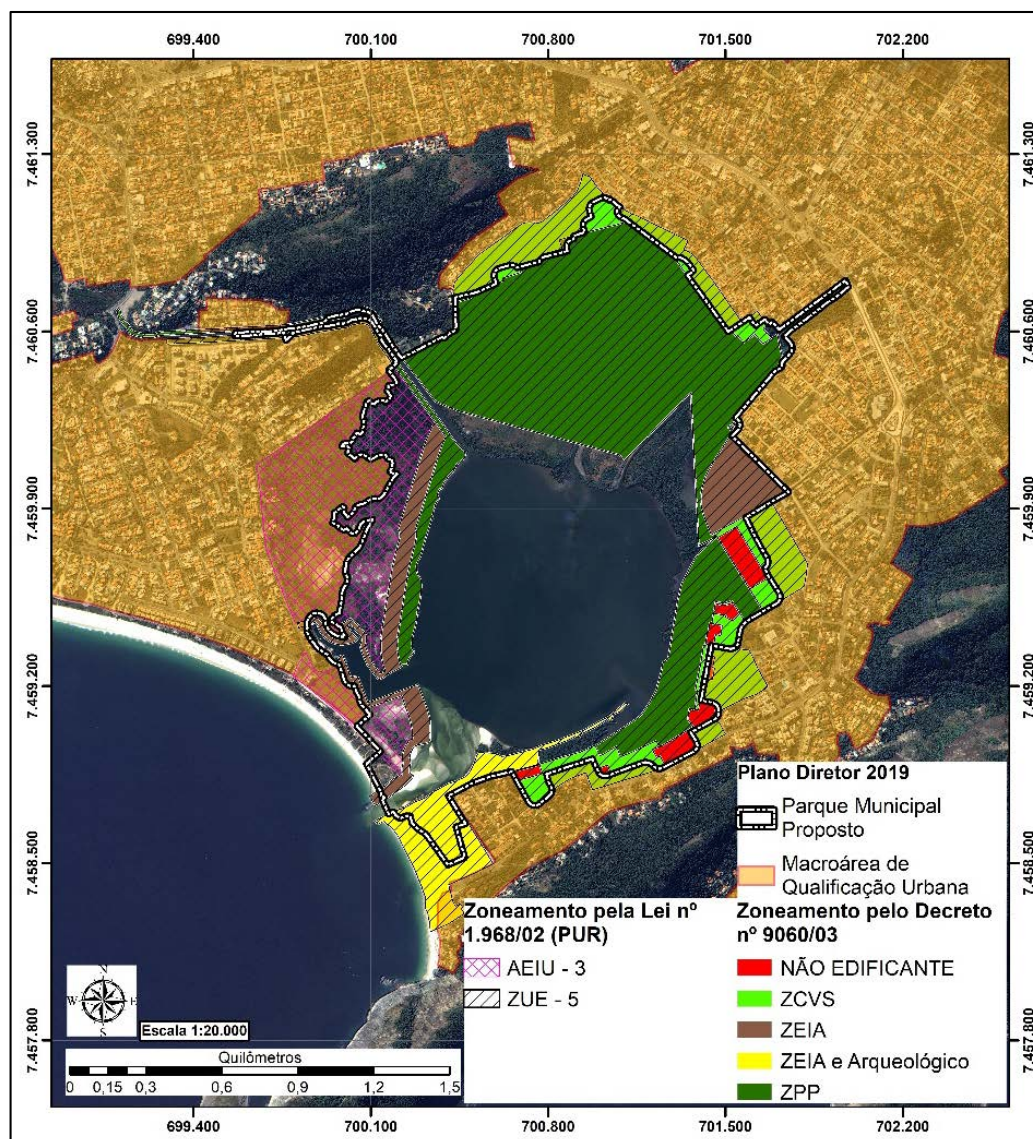 699.400 700.100 700.800 701.500 702.200
7.461.300 7.461.300
7.460.600 7.460.600
7.459.900 7.459.900
7.459.200 7.459.200
7.458.500 7.458.500
7.457.800 7.457.800
Plano Diretor 2019
Parque Municipal
Proposto
Macroárea de
Qualificação Urbana
Zoneamento pela Lei nº
1.968/02 (PUR)
AEIU - 3
ZUE - 5
Zoneamento pelo Decreto
nº 9060/03
NÃO EDIFICANTE
ZCVS
ZEIA
ZEIA e Arqueológico
ZPP
N
W E
S
Escala 1:20.000
Quilômetros
0 0,15 0,3 0,6 0,9 1,2 1,5
699.400 700.100 700.800 701.500 702.200